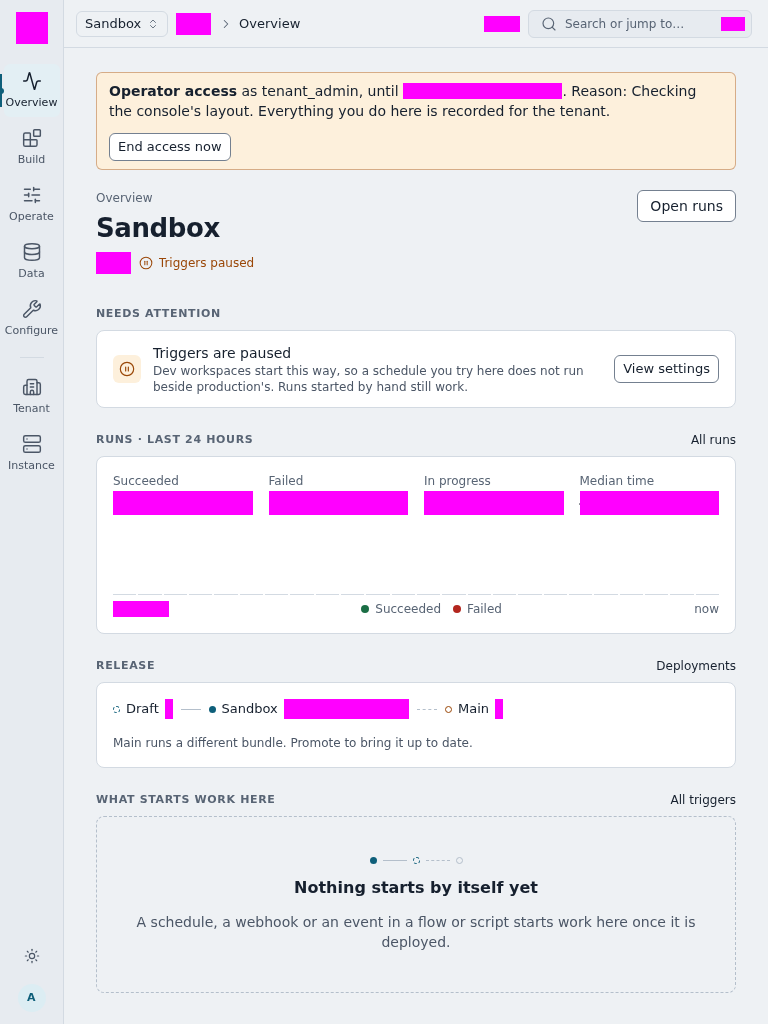 Sandbox
Overview
Search or jump to…
Overview
Build
Operate
Data
Configure
Tenant
Instance
A
Operator access as tenant_admin, until . Reason: Checking
the console's layout. Everything you do here is recorded for the tenant.
End access now
Overview
Sandbox
Open runs
Triggers paused
NEEDS ATTENTION
Triggers are paused
Dev workspaces start this way, so a schedule you try here does not run
beside production's. Runs started by hand still work.
View settings
RUNS · LAST 24 HOURS
All runs
Succeeded Failed In progress Median time
Succeeded Failed now
RELEASE
Deployments
Draft Sandbox Main
Main runs a different bundle. Promote to bring it up to date.
WHAT STARTS WORK HERE
All triggers
Nothing starts by itself yet
A schedule, a webhook or an event in a flow or script starts work here once it is
deployed.